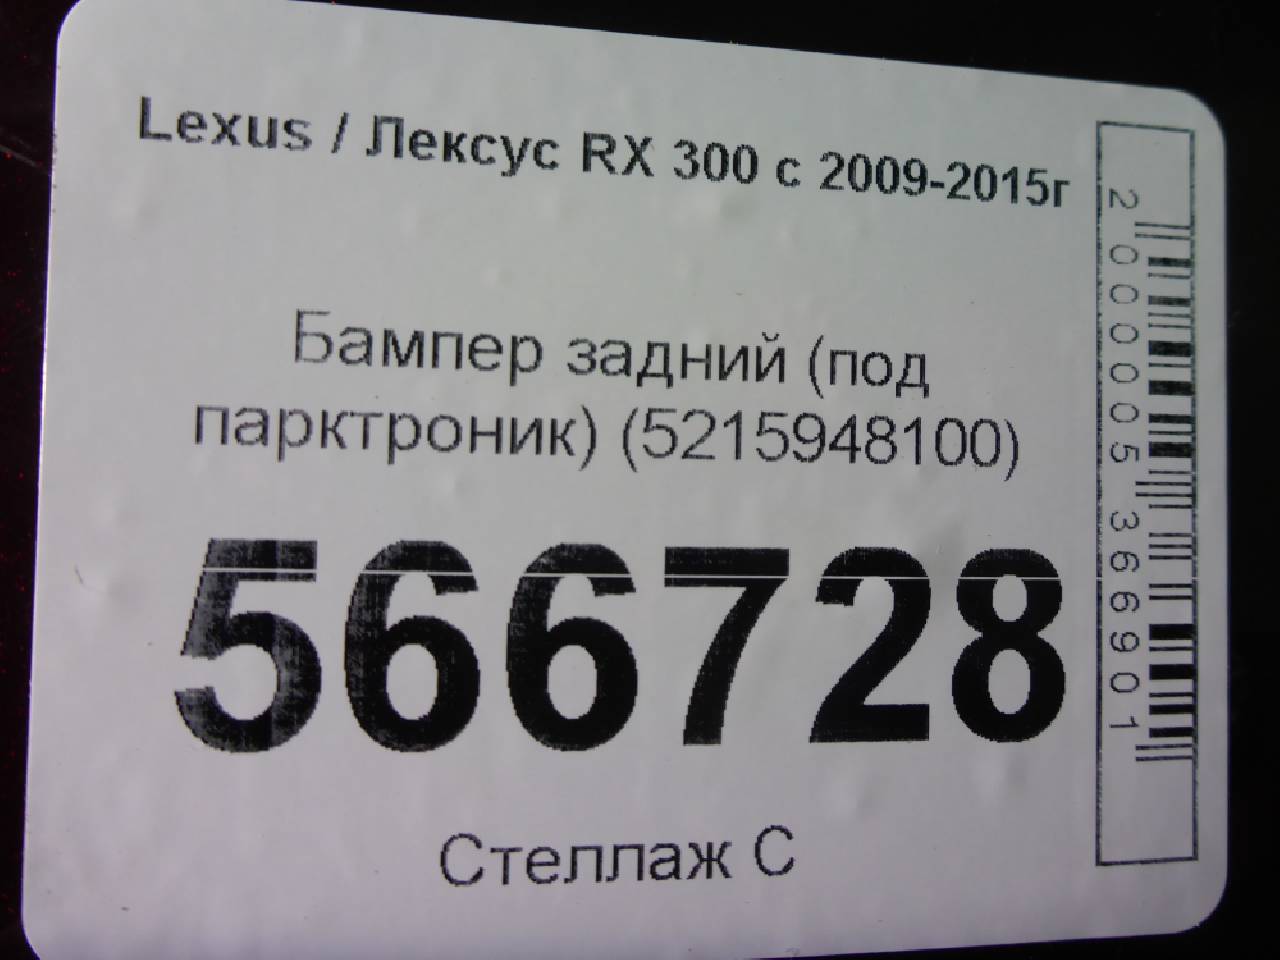 Lexus / Лексус RX 300 с 2009-2015г
Бампер задний (под
парктроник) (5215948100)
566728
Стеллаж С
2000005366901